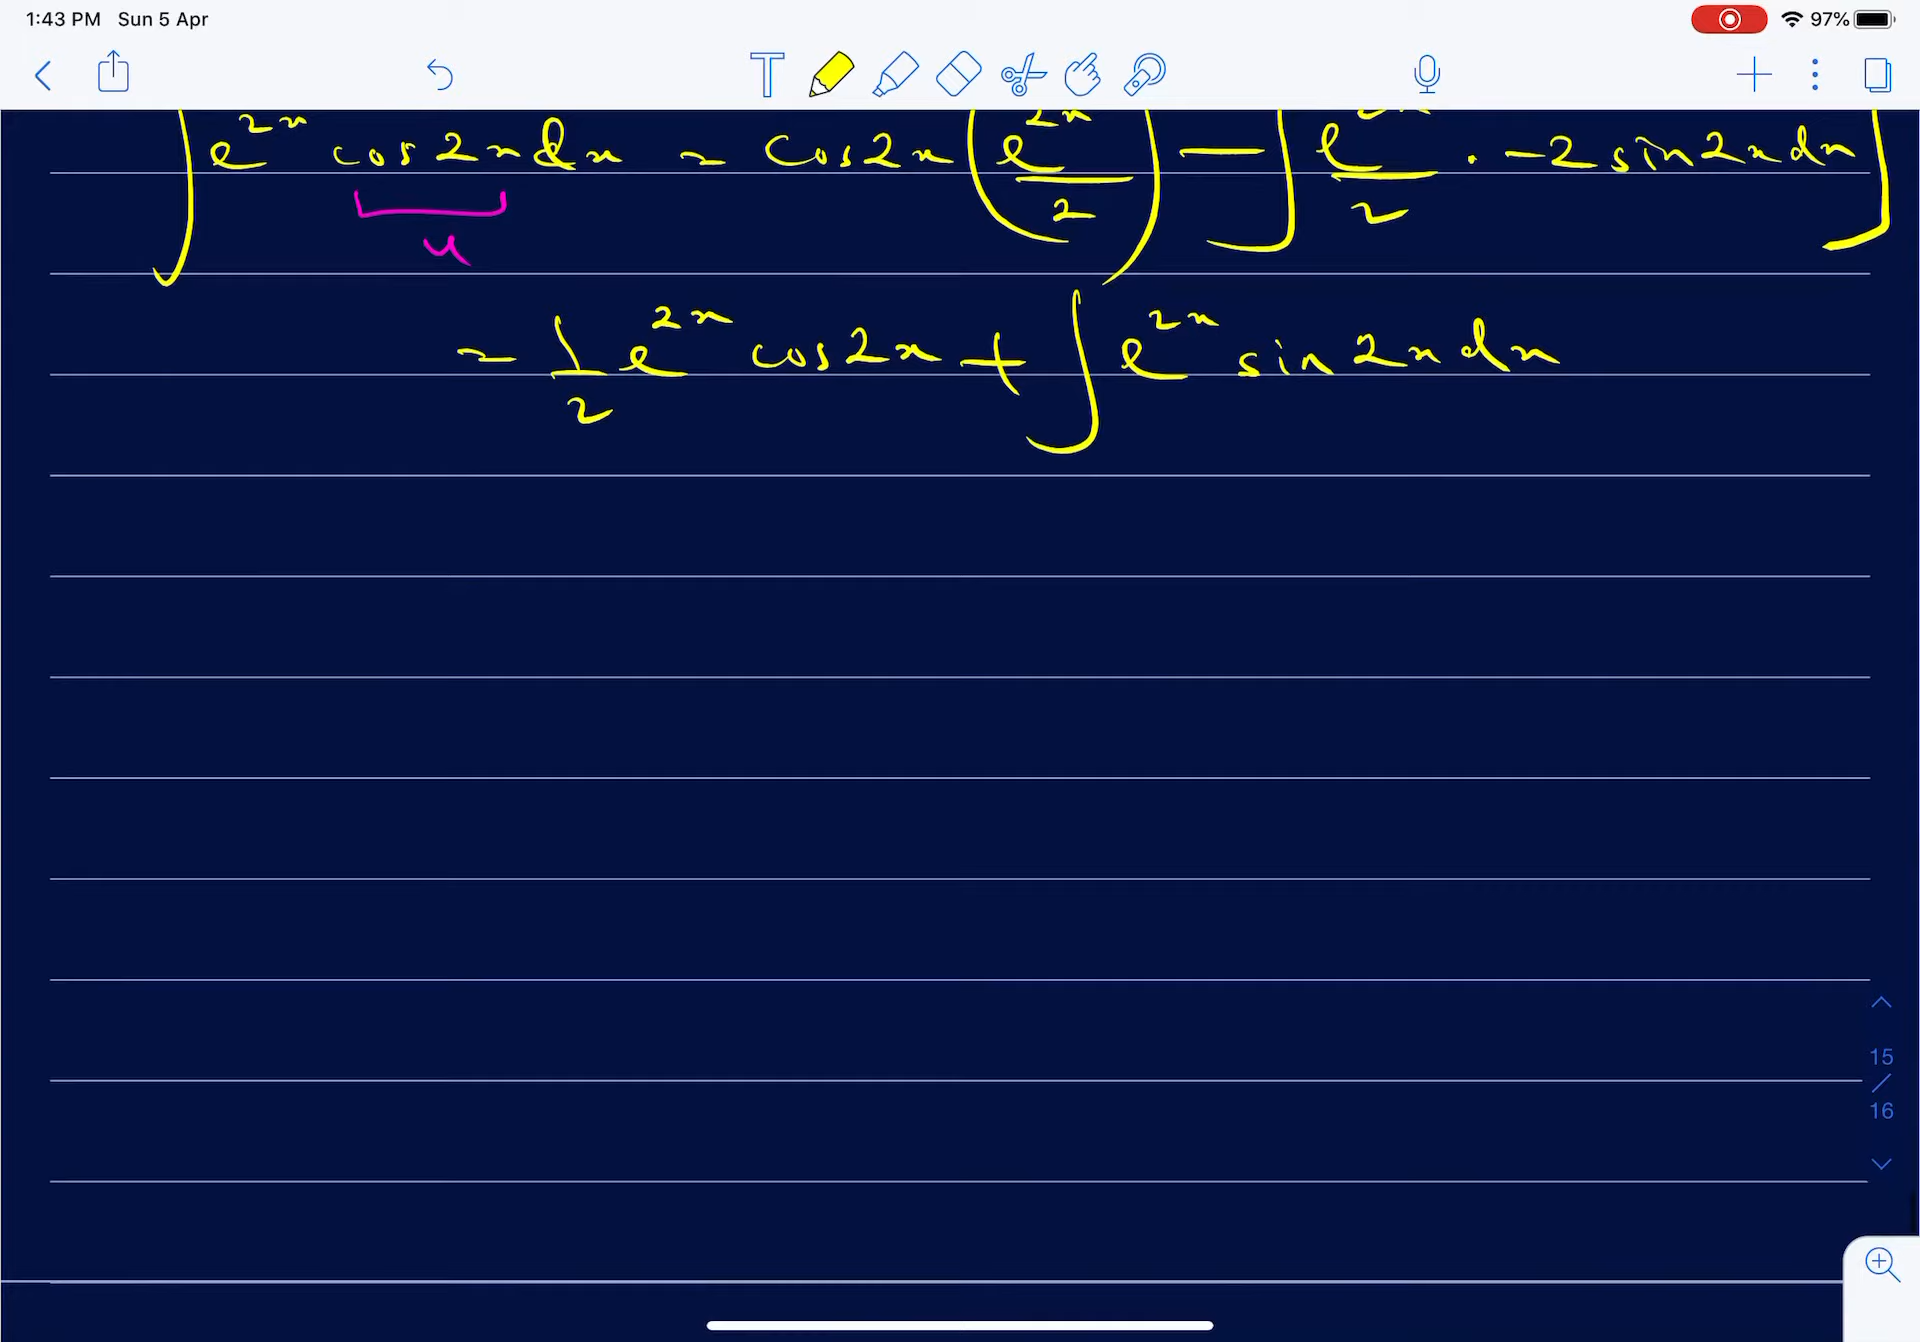 1:43 PM Sun 5 Apr 97%
∫ e^{2x} cos 2x dx = cos 2x (e^{2x}/2) − ∫ e^{2x}/2 · −2 sin 2x dx ]
u
= 1/2 e^{2x} cos 2x + ∫ e^{2x} sin 2x dx
15
/
16